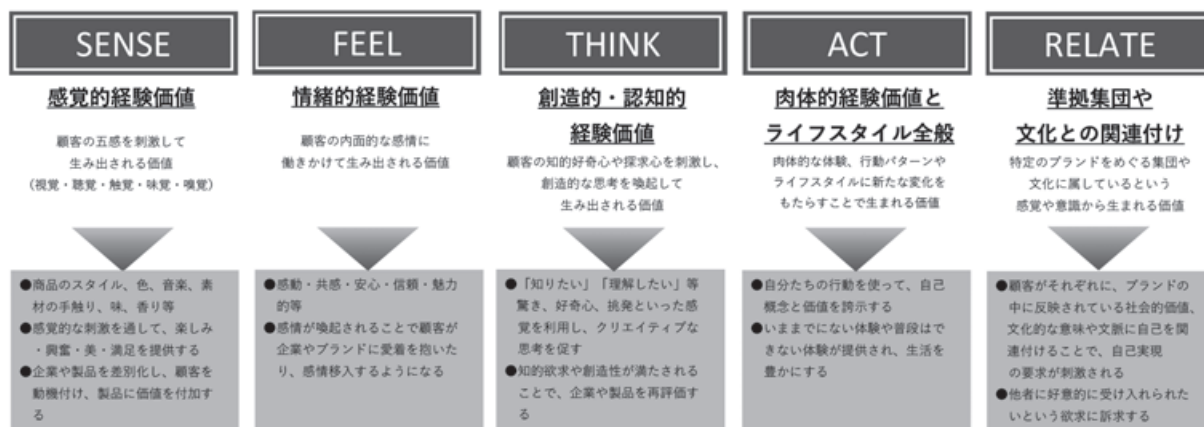 SENSE
感覚的経験価値
顧客の五感を刺激して
生み出される価値
(視覚・聴覚・触覚・味覚・嗅覚)
●商品のスタイル、色、音楽、素
材の手触り、味、香り等
●感覚的な刺激を通して、楽しみ
・興奮・美・満足を提供する
●企業や製品を差別化し、顧客を
動機付け、製品に価値を付加す
る
FEEL
情緒的経験価値
顧客の内面的な感情に
働きかけて生み出される価値
●感動・共感・安心・信頼・魅力
的等
●感情が喚起されることで顧客が
企業やブランドに愛着を抱いた
り、感情移入するようになる
THINK
創造的・認知的
経験価値
顧客の知的好奇心や探求心を刺激し、
創造的な思考を喚起して
生み出される価値
●「知りたい」「理解したい」等
驚き、好奇心、挑発といった感
覚を利用し、クリエイティブな
思考を促す
●知的欲求や創造性が満たされる
ことで、企業や製品を再評価す
る
ACT
肉体的経験価値と
ライフスタイル全般
肉体的な体験、行動パターンや
ライフスタイルに新たな変化を
もたらすことで生まれる価値
●自分たちの行動を使って、自己
概念と価値を誇示する
●いままでにない体験や普段はで
きない体験が提供され、生活を
豊かにする
RELATE
準拠集団や
文化との関連付け
特定のブランドをめぐる集団や
文化に属しているという
感覚や意識から生まれる価値
●顧客がそれぞれに、ブランドの
中に反映されている社会的価値、
文化的な意味や文脈に自己を関
連付けることで、自己実現
の要求が刺激される
●他者に好意的に受け入れられた
いという欲求に訴求する